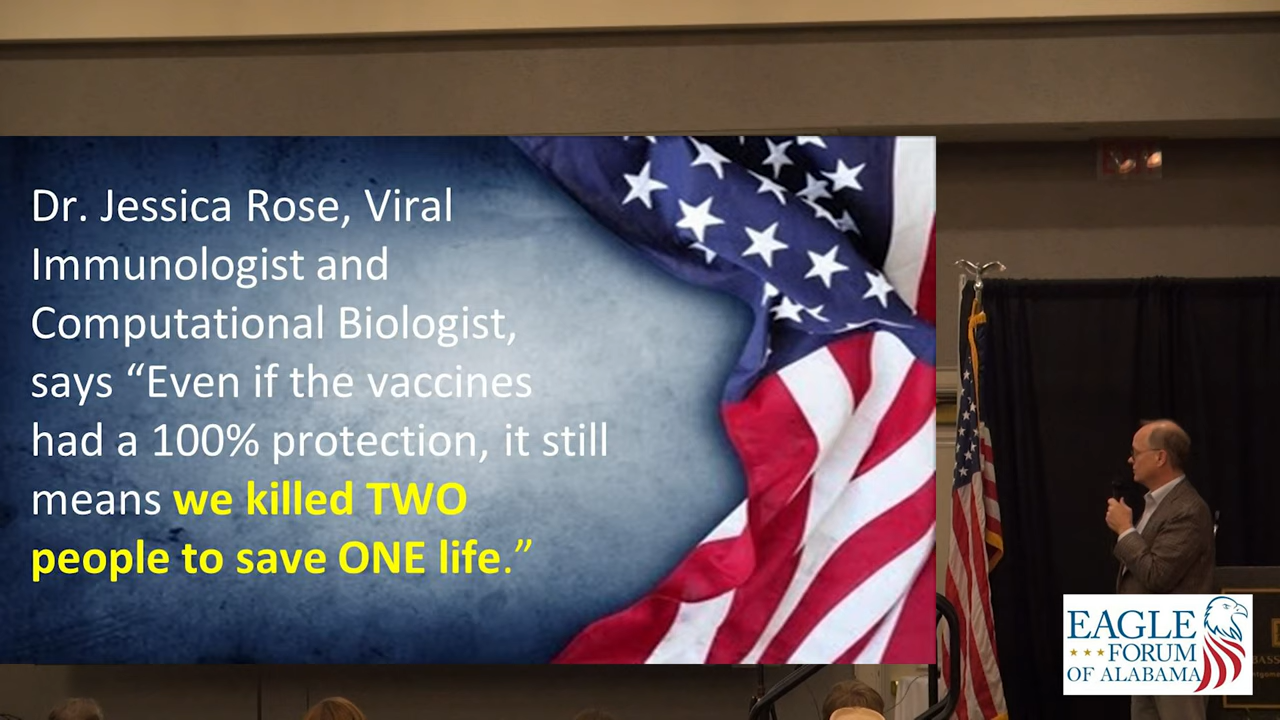 Dr. Jessica Rose, Viral
Immunologist and
Computational Biologist,
says “Even if the vaccines
had a 100% protection, it still
means we killed TWO
people to save ONE life.”
EXIT
EAGLE
FORUM
OF ALABAMA